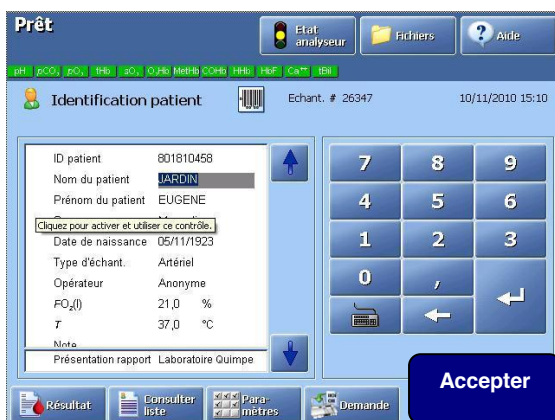 Prêt
Etat analyseur
Fichiers
Aide
pH pCO₂ pO₂ tHb sO₂ O₂Hb MetHb COHb HHb HbF Ca⁺⁺ tBil
Identification patient Echant. # 26347 10/11/2010 15:10
ID patient 801810458
Nom du patient JARDIN
Prénom du patient EUGENE
Cliquez pour activer et utiliser ce contrôle.
Date de naissance 05/11/1923
Type d'échant. Artériel
Opérateur Anonyme
FO₂(I) 21,0 %
T 37,0 °C
Note
Présentation rapport Laboratoire Quimpe
7 8 9
4 5 6
1 2 3
0 ,
Résultat
Consulter liste
Para- mètres
Demande
Accepter